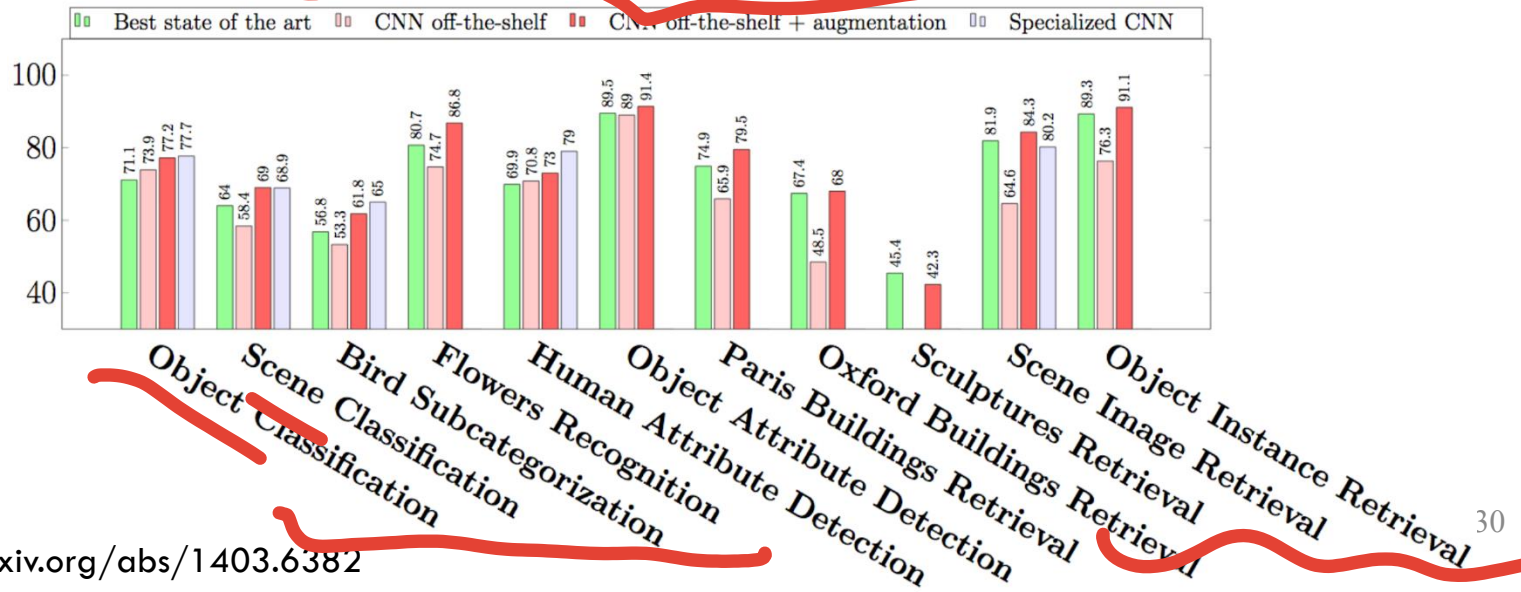 Best state of the art CNN off-the-shelf CNN off-the-shelf + augmentation Specialized CNN
100
80
60
40
71.1 73.9 77.2 77.7
64 58.4 69 68.9
56.8 53.3 61.8 65
80.7 74.7 86.8
69.9 70.8 73 79
89.5 89 91.4
74.9 65.9 79.5
67.4 48.5 68
45.4 42.3
81.9 64.6 84.3 80.2
89.3 76.3 91.1
Object Classification
Scene Classification
Bird Subcategorization
Flowers Recognition
Human Attribute Detection
Object Attribute Detection
Paris Buildings Retrieval
Oxford Buildings Retrieval
Sculptures Retrieval
Scene Image Retrieval
Object Instance Retrieval
30
xiv.org/abs/1403.6382